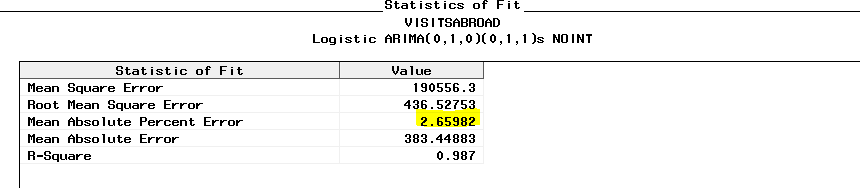 Statistics of Fit
VISITSABROAD
Logistic ARIMA(0,1,0)(0,1,1)s NOINT
Statistic of Fit Value
Mean Square Error 190556.3
Root Mean Square Error 436.52753
Mean Absolute Percent Error 2.65982
Mean Absolute Error 383.44883
R-Square 0.987